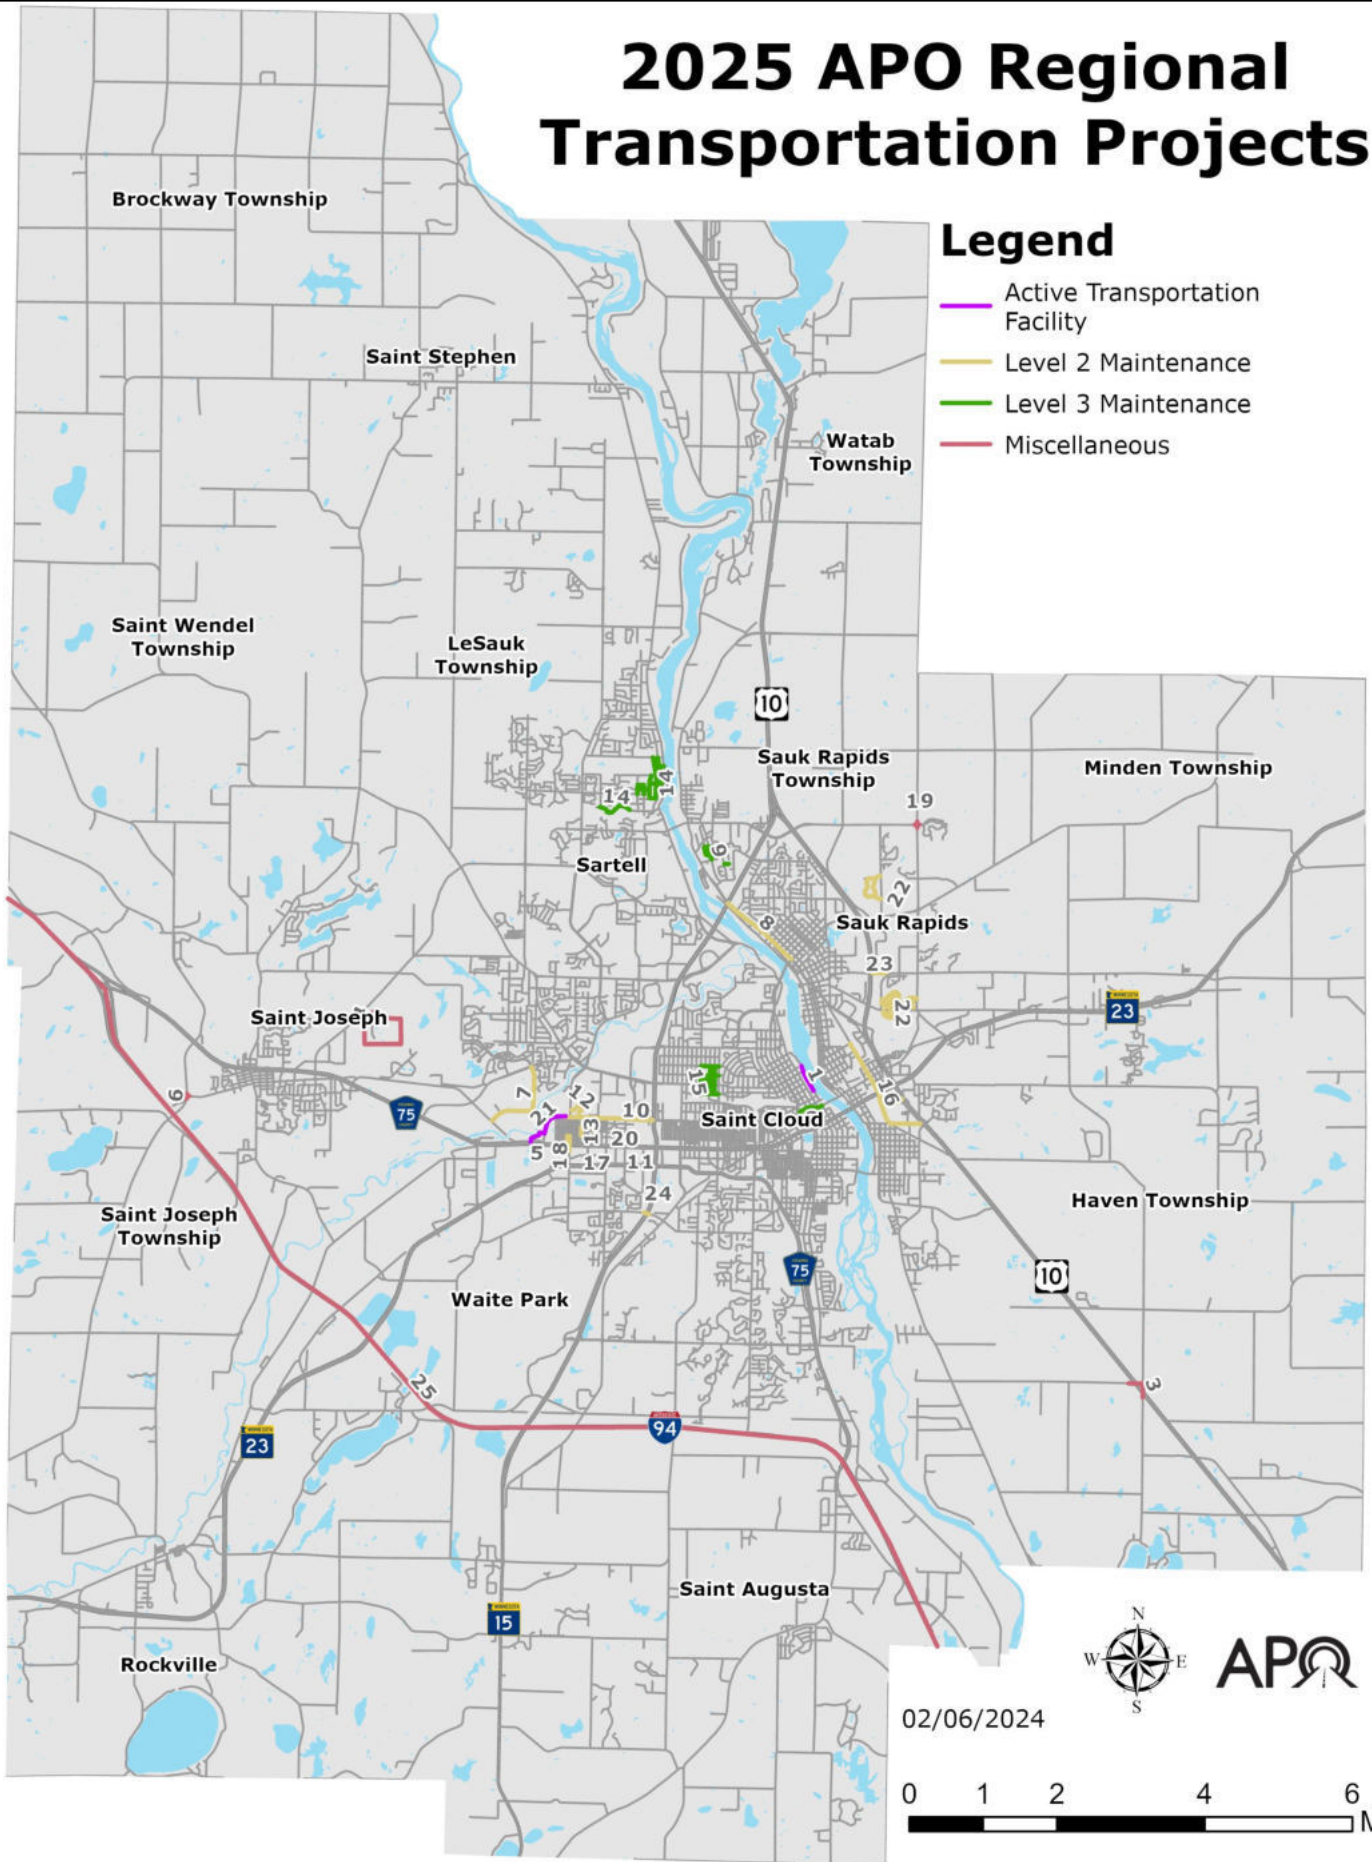 2025 APO Regional
Transportation Projects
Legend
Active Transportation
Facility
Level 2 Maintenance
Level 3 Maintenance
Miscellaneous
Brockway Township
Saint Stephen
Watab
Township
Saint Wendel
Township
LeSauk
Township
10
Sauk Rapids
Township
Minden Township
14
14
19
9
Sartell
22
8
Sauk Rapids
23
22
MINNESOTA
23
Saint Joseph
15
1
16
6
75
7
21
12
10
Saint Cloud
13
20
5
18
17
11
24
Saint Joseph
Township
Haven Township
75
10
Waite Park
25
3
94
MINNESOTA
23
Saint Augusta
MINNESOTA
15
Rockville
N
W
E
S
APO
02/06/2024
0 1 2 4 6